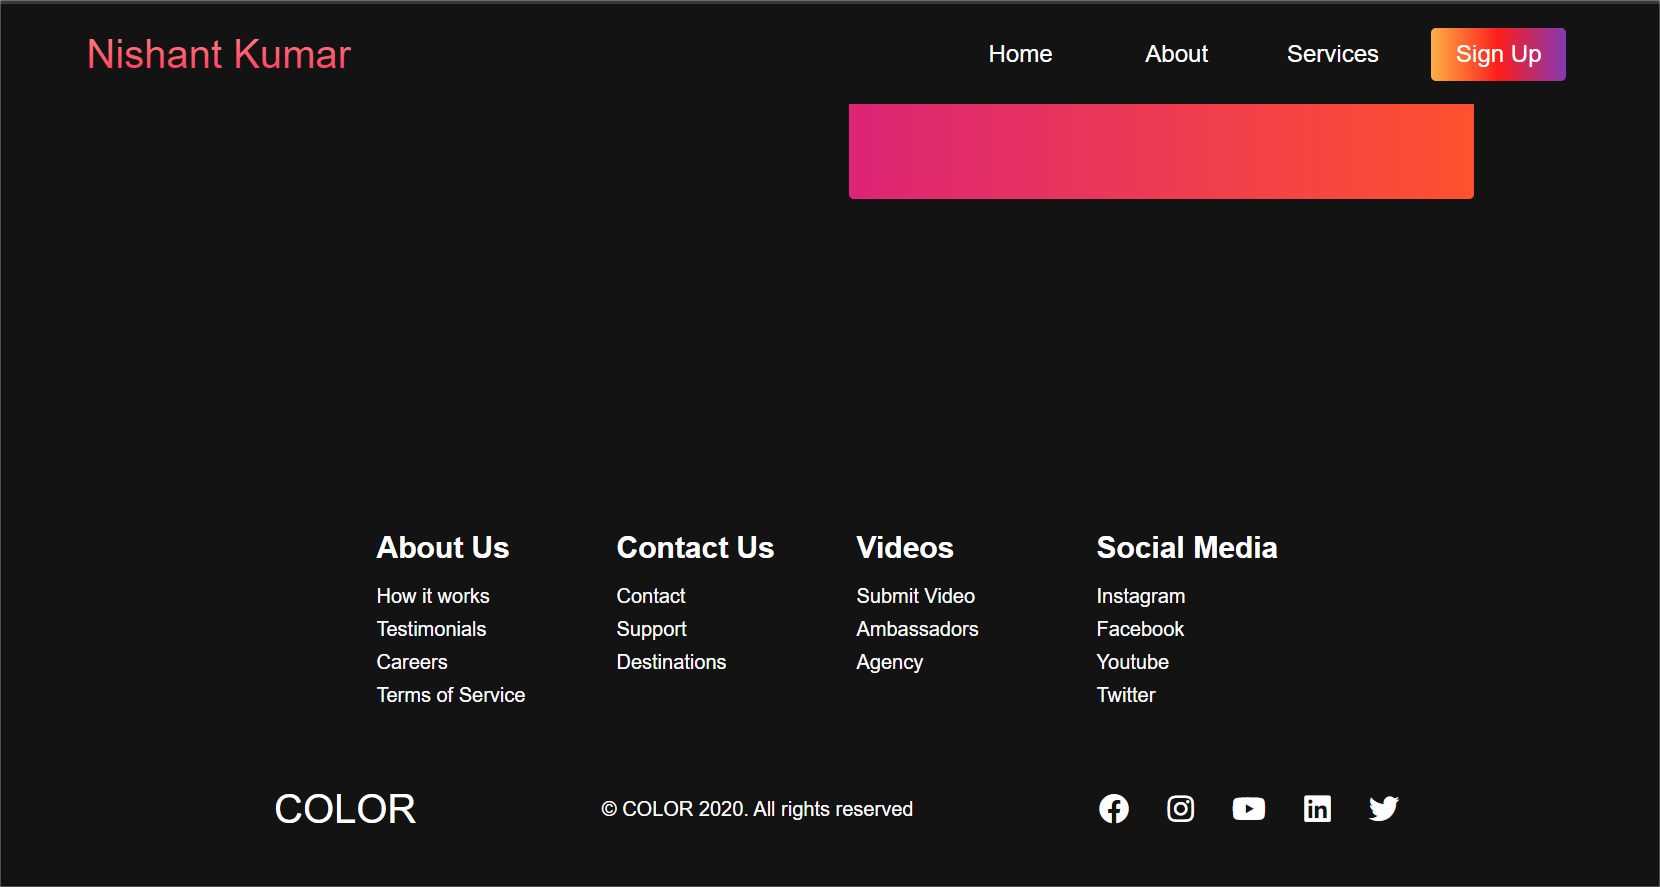 Nishant Kumar
Home About Services Sign Up
About Us
How it works
Testimonials
Careers
Terms of Service
Contact Us
Contact
Support
Destinations
Videos
Submit Video
Ambassadors
Agency
Social Media
Instagram
Facebook
Youtube
Twitter
COLOR
© COLOR 2020. All rights reserved